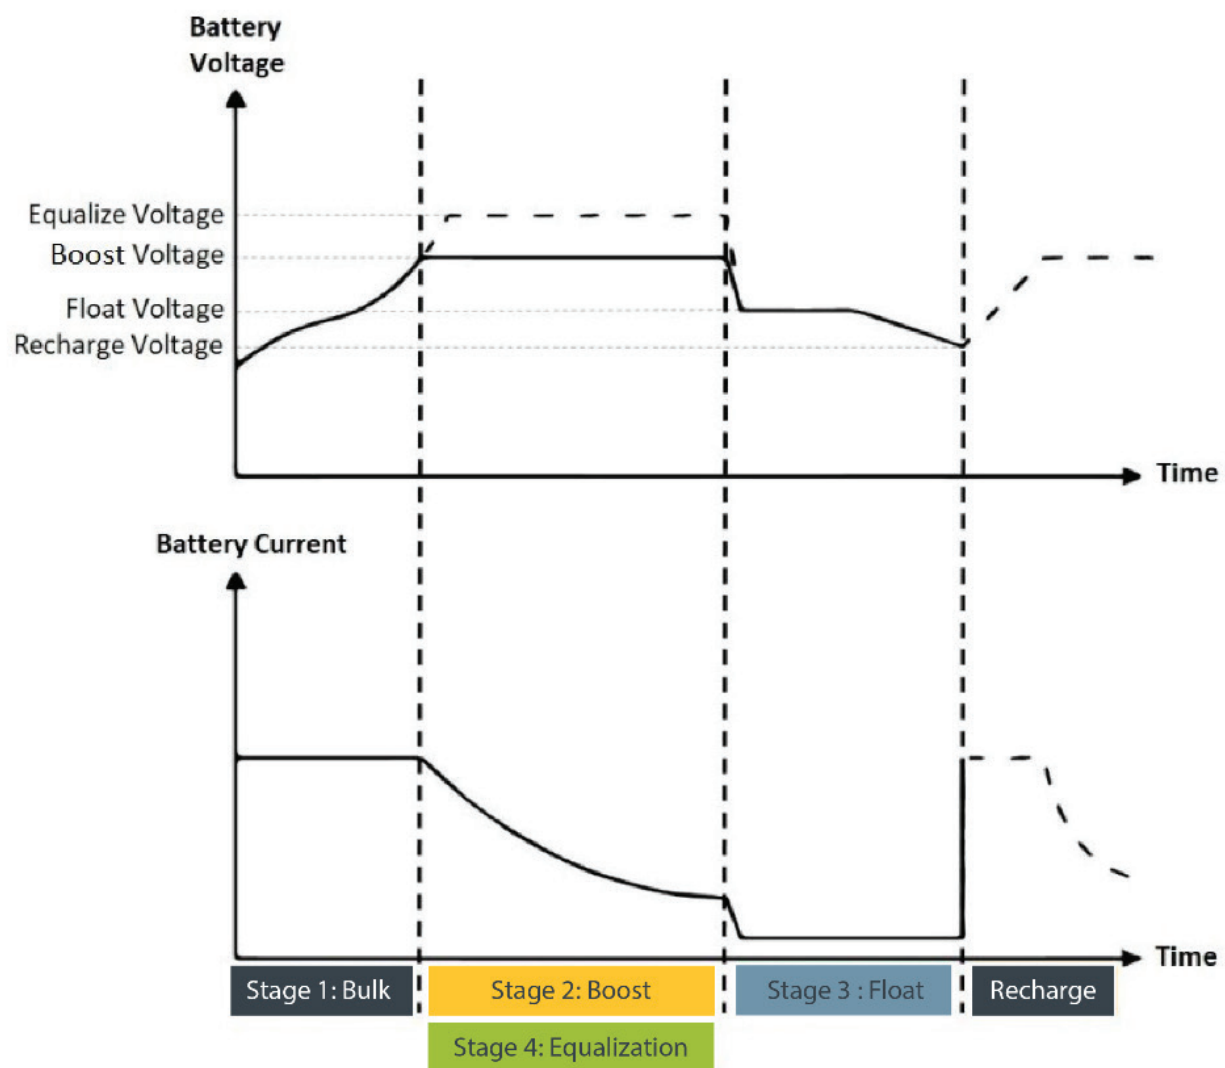 Battery
Voltage
Equalize Voltage
Boost Voltage
Float Voltage
Recharge Voltage
Time
Battery Current
Time
Stage 1: Bulk
Stage 2: Boost
Stage 3 : Float
Recharge
Stage 4: Equalization